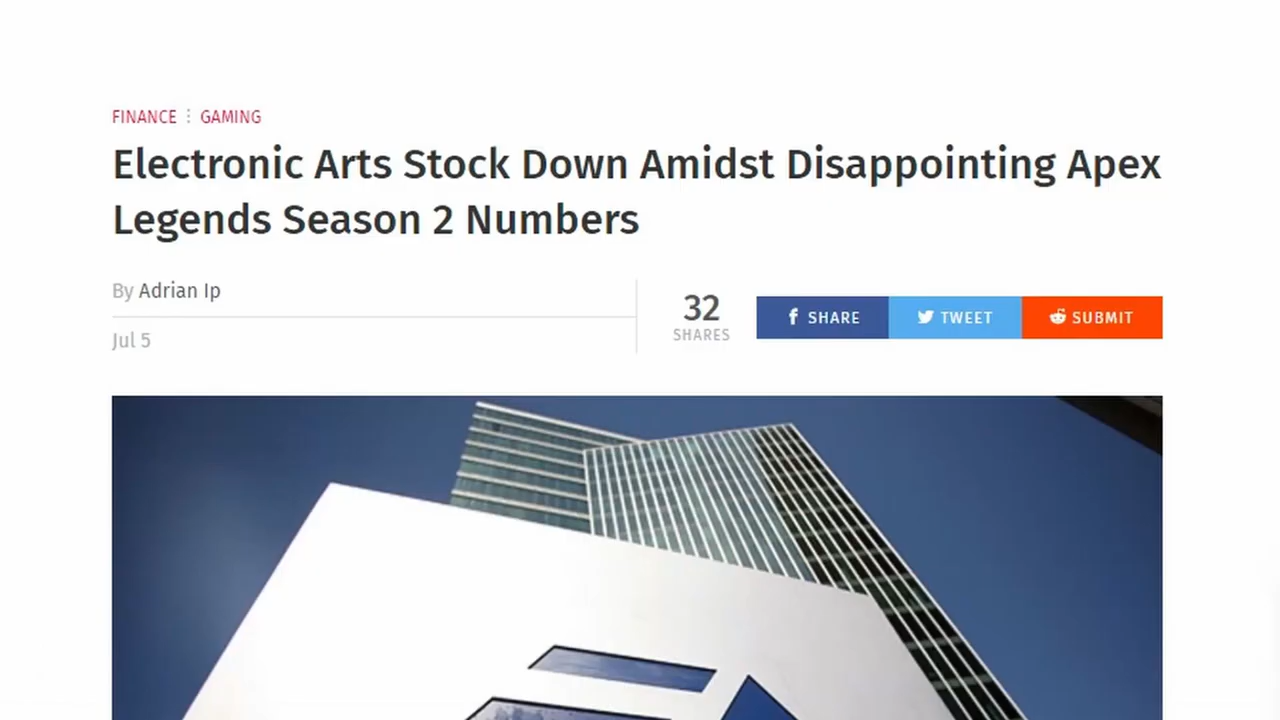 FINANCE ⋮ GAMING
Electronic Arts Stock Down Amidst Disappointing Apex
Legends Season 2 Numbers
By Adrian Ip
Jul 5
32
SHARES
SHARE
TWEET
SUBMIT